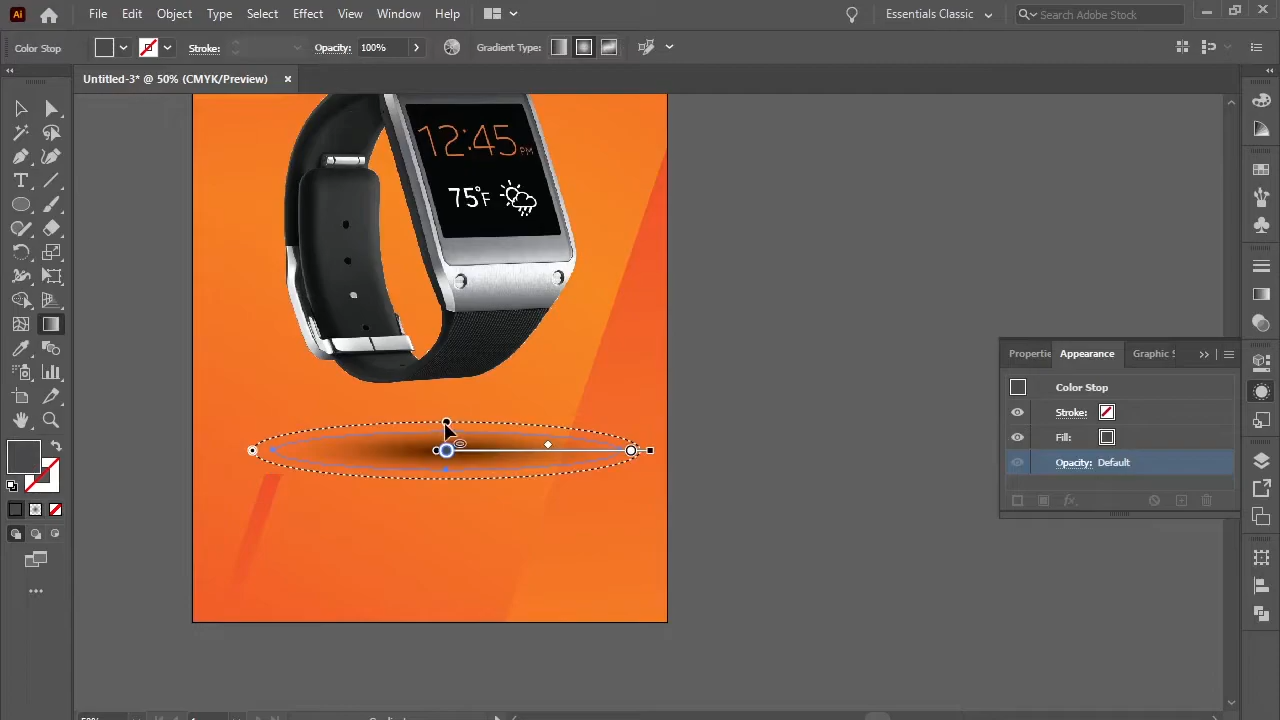 Ai File Edit Object Type Select Effect View Window Help Essentials Classic Search Adobe Stock
Color Stop Stroke: Opacity: 100% Gradient Type:
Untitled-3* @ 50% (CMYK/Preview) ×
12:45 PM
75°F
Propertie Appearance Graphic S
Color Stop
Stroke:
Fill:
Opacity: Default
fx